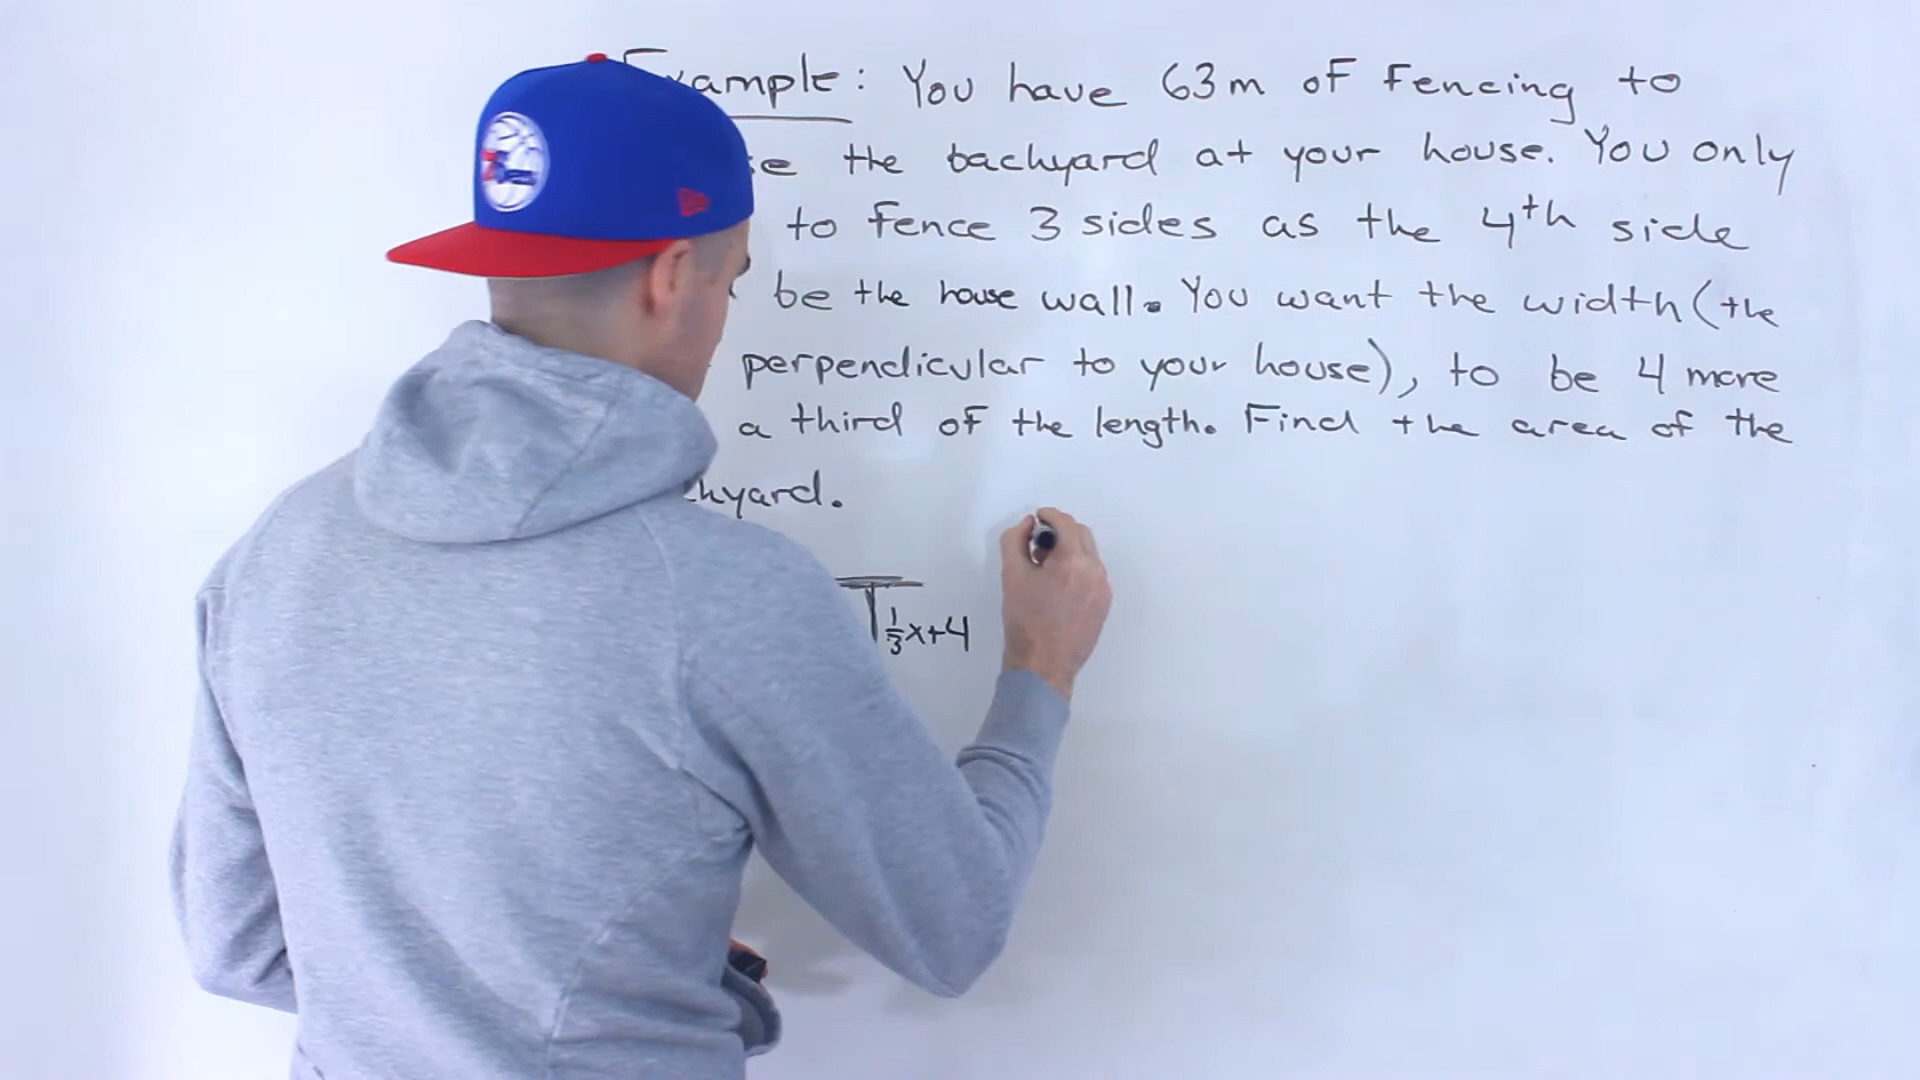 Example: You have 63m of fencing to
the backyard at your house. You only
to fence 3 sides as the 4th side
be the house wall. You want the width (the
perpendicular to your house), to be 4 more
a third of the length. Find the area of the
yard.
1/3x+4